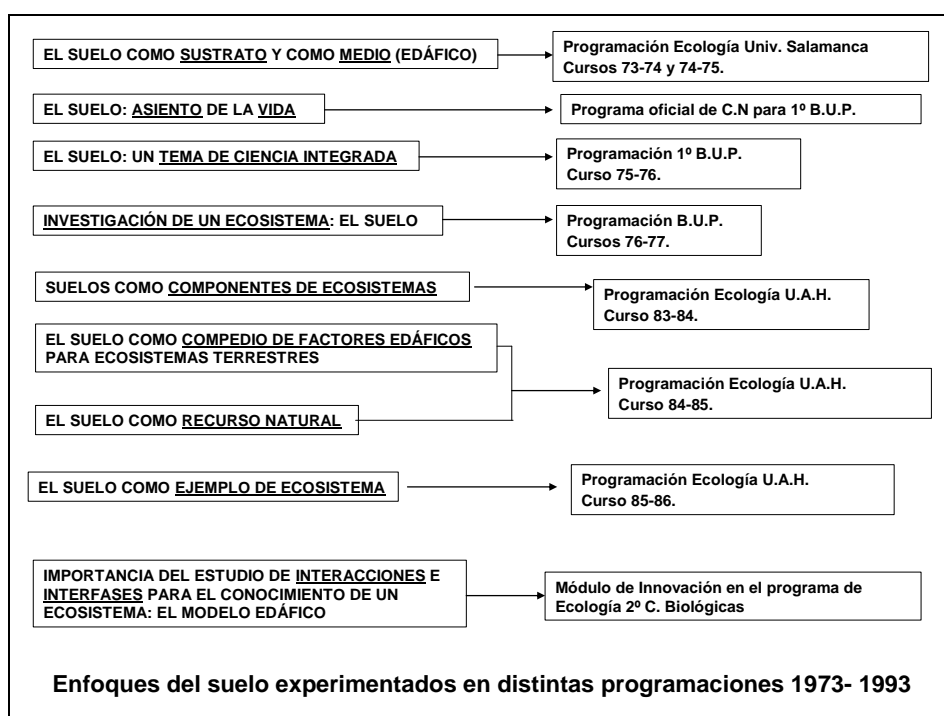 EL SUELO COMO SUSTRATO Y COMO MEDIO (EDÁFICO)
Programación Ecología Univ. Salamanca
Cursos 73-74 y 74-75.
EL SUELO: ASIENTO DE LA VIDA
Programa oficial de C.N para 1º B.U.P.
EL SUELO: UN TEMA DE CIENCIA INTEGRADA
Programación 1º B.U.P.
Curso 75-76.
INVESTIGACIÓN DE UN ECOSISTEMA: EL SUELO
Programación B.U.P.
Cursos 76-77.
SUELOS COMO COMPONENTES DE ECOSISTEMAS
Programación Ecología U.A.H.
Curso 83-84.
EL SUELO COMO COMPEDIO DE FACTORES EDÁFICOS
PARA ECOSISTEMAS TERRESTRES
EL SUELO COMO RECURSO NATURAL
Programación Ecología U.A.H.
Curso 84-85.
EL SUELO COMO EJEMPLO DE ECOSISTEMA
Programación Ecología U.A.H.
Curso 85-86.
IMPORTANCIA DEL ESTUDIO DE INTERACCIONES E
INTERFASES PARA EL CONOCIMIENTO DE UN
ECOSISTEMA: EL MODELO EDÁFICO
Módulo de Innovación en el programa de
Ecología 2º C. Biológicas
Enfoques del suelo experimentados en distintas programaciones 1973- 1993